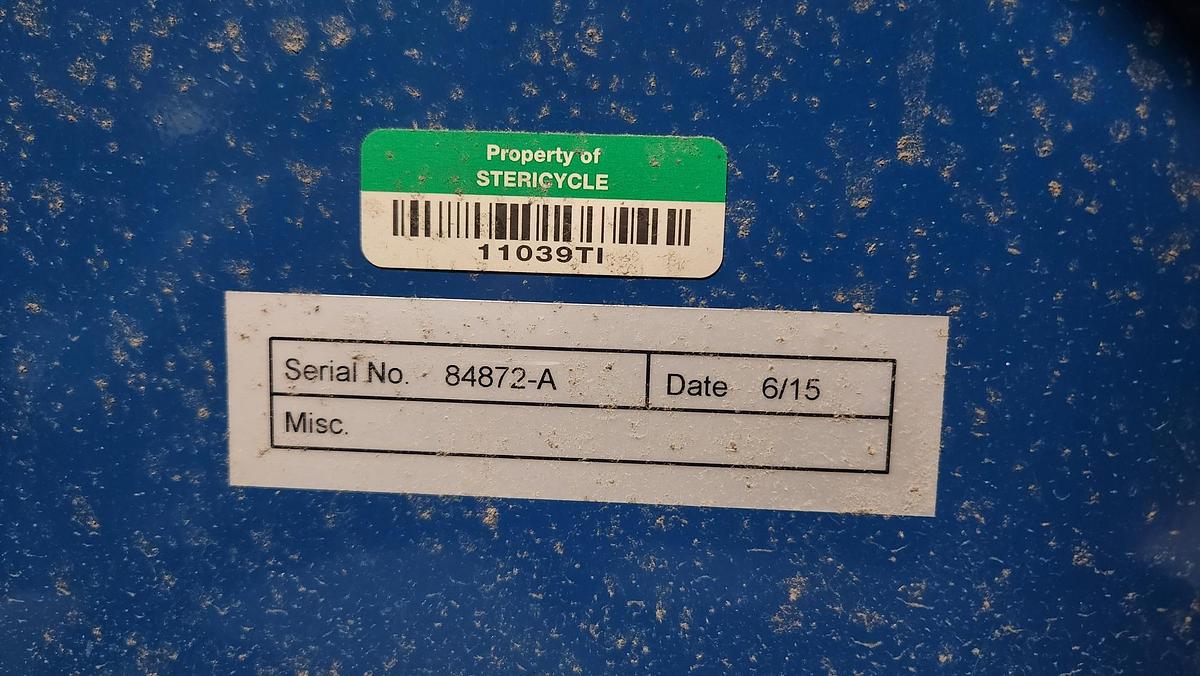 Property of
STERICYCLE
11039TI
Serial No. 84872-A Date 6/15
Misc.